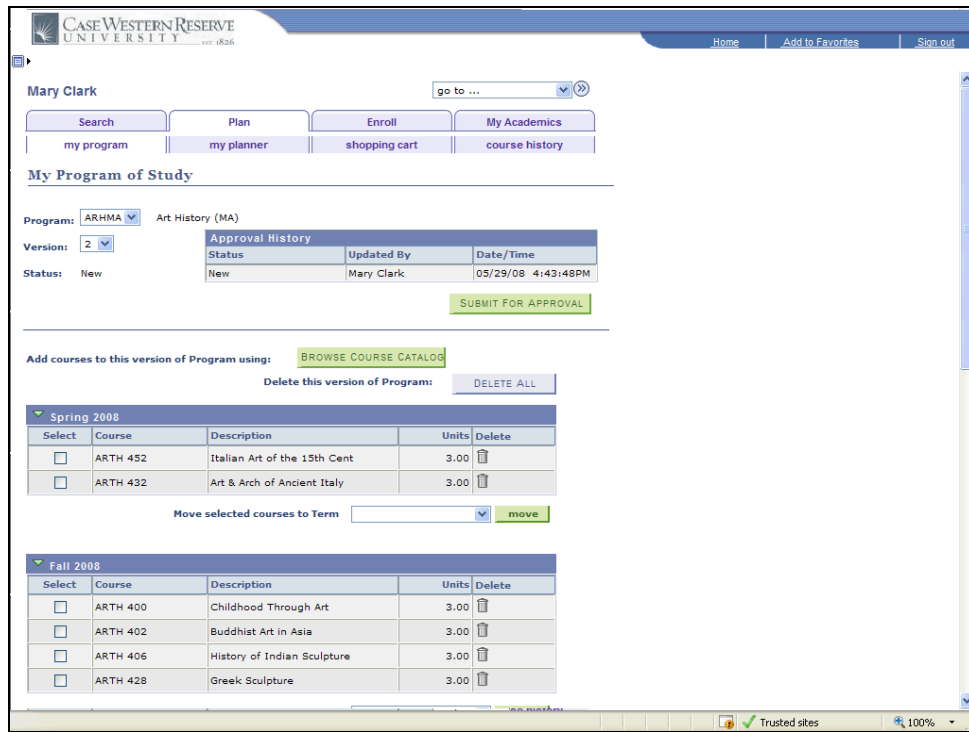 CASE WESTERN RESERVE
UNIVERSITY EST. 1826
Home Add to Favorites Sign out
Mary Clark go to ...
Search Plan Enroll My Academics
my program my planner shopping cart course history
My Program of Study
Program: ARHMA Art History (MA)
Version: 2
Approval History
Status Updated By Date/Time
New Mary Clark 05/29/08 4:43:48PM
Status: New
SUBMIT FOR APPROVAL
Add courses to this version of Program using: BROWSE COURSE CATALOG
Delete this version of Program: DELETE ALL
Spring 2008
Select Course Description Units Delete
ARTH 452 Italian Art of the 15th Cent 3.00
ARTH 432 Art & Arch of Ancient Italy 3.00
Move selected courses to Term move
Fall 2008
Select Course Description Units Delete
ARTH 400 Childhood Through Art 3.00
ARTH 402 Buddhist Art in Asia 3.00
ARTH 406 History of Indian Sculpture 3.00
ARTH 428 Greek Sculpture 3.00
Trusted sites 100%